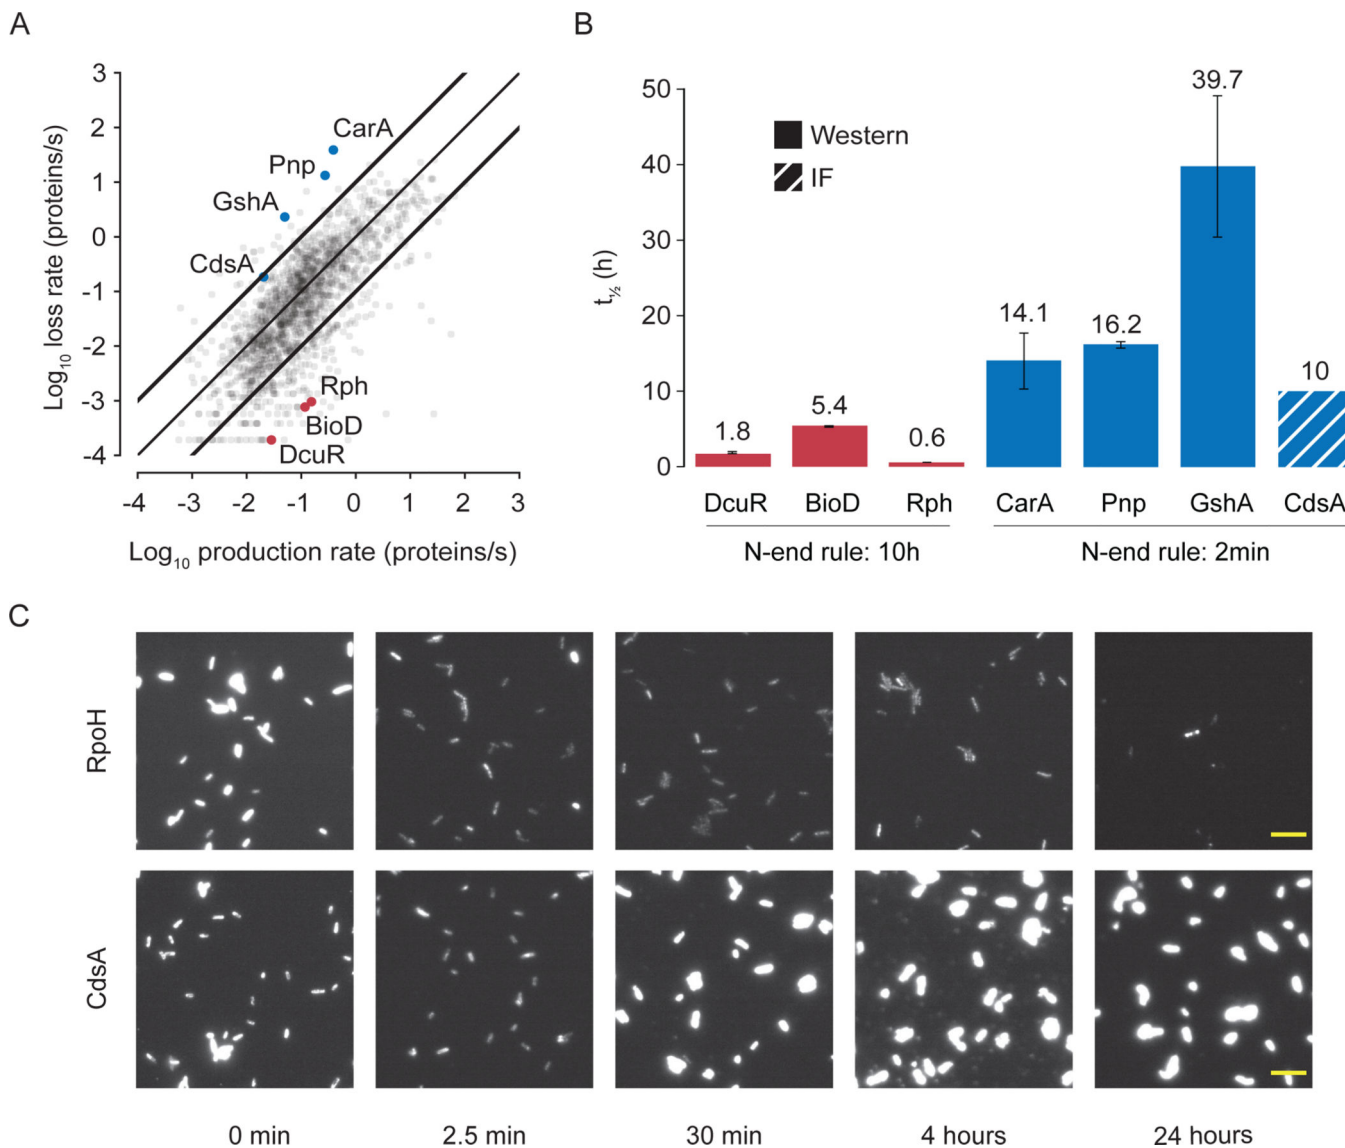 A
3
2
1
0
-1
-2
-3
-4
Log10 loss rate (proteins/s)
CarA
Pnp
GshA
CdsA
Rph
BioD
DcuR
-4 -3 -2 -1 0 1 2 3
Log10 production rate (proteins/s)
B
50
40
30
20
10
0
t½ (h)
Western
IF
1.8 5.4 0.6 14.1 16.2 39.7 10
DcuR BioD Rph CarA Pnp GshA CdsA
N-end rule: 10h N-end rule: 2min
C
RpoH
CdsA
0 min 2.5 min 30 min 4 hours 24 hours